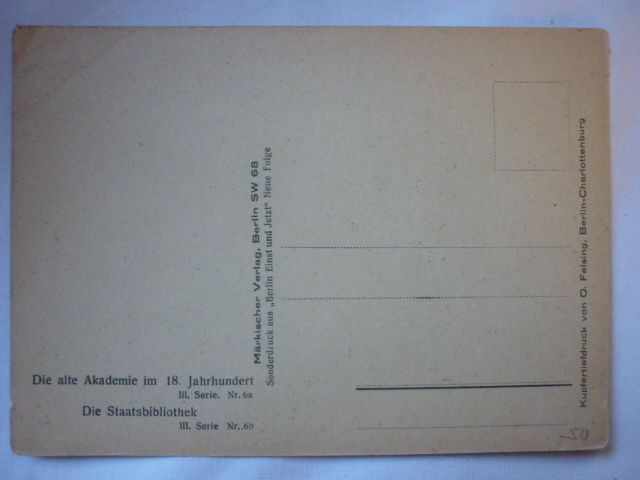 Die alte Akademie im 18. Jahrhundert
III. Serie. Nr. 6a
Die Staatsbibliothek
III. Serie Nr. 6b
Märkischer Verlag, Berlin SW 68
Sonderdruck aus „Berlin Einst und Jetzt" Neue Folge
Kupfertiefdruck von O. Felsing, Berlin-Charlottenburg
-50